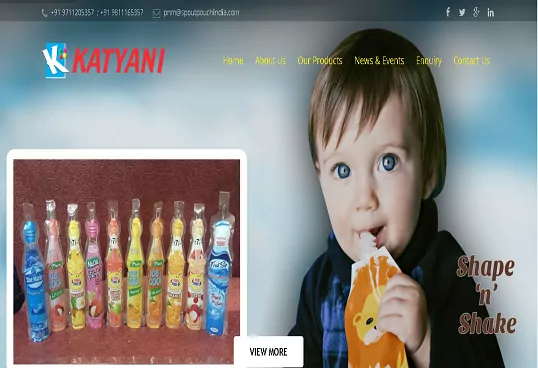 +91 9711205357 : +91 9811165357 pnm@spoutpouchindia.com
KATYANI
Home About Us Our Products News & Events Enquiry Contact Us
Shape
'n'
Shake
VIEW MORE